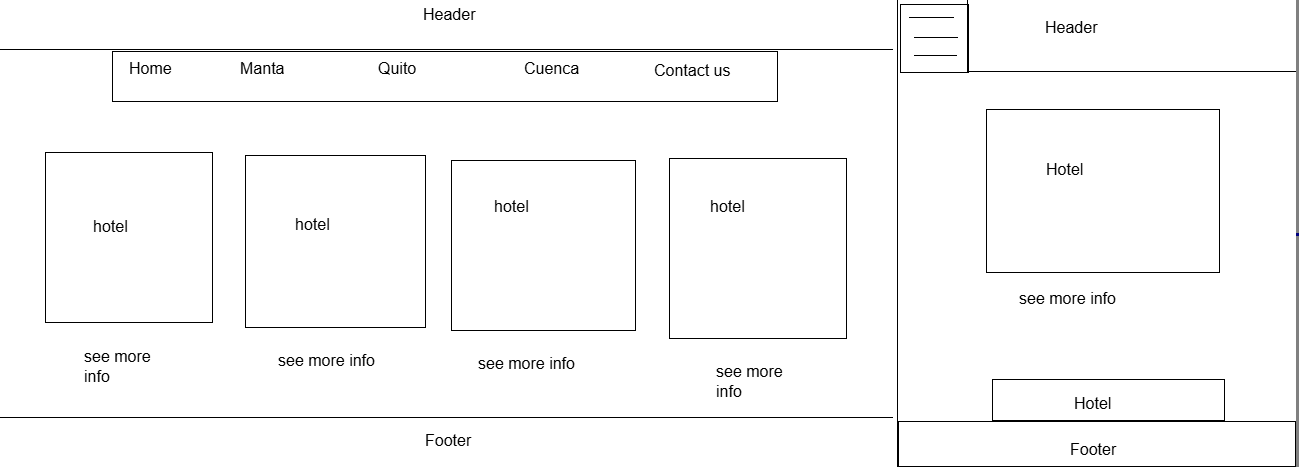 Header
Home Manta Quito Cuenca Contact us
hotel
hotel
hotel
hotel
see more
info
see more info
see more info
see more
info
Footer
Header
Hotel
see more info
Hotel
Footer